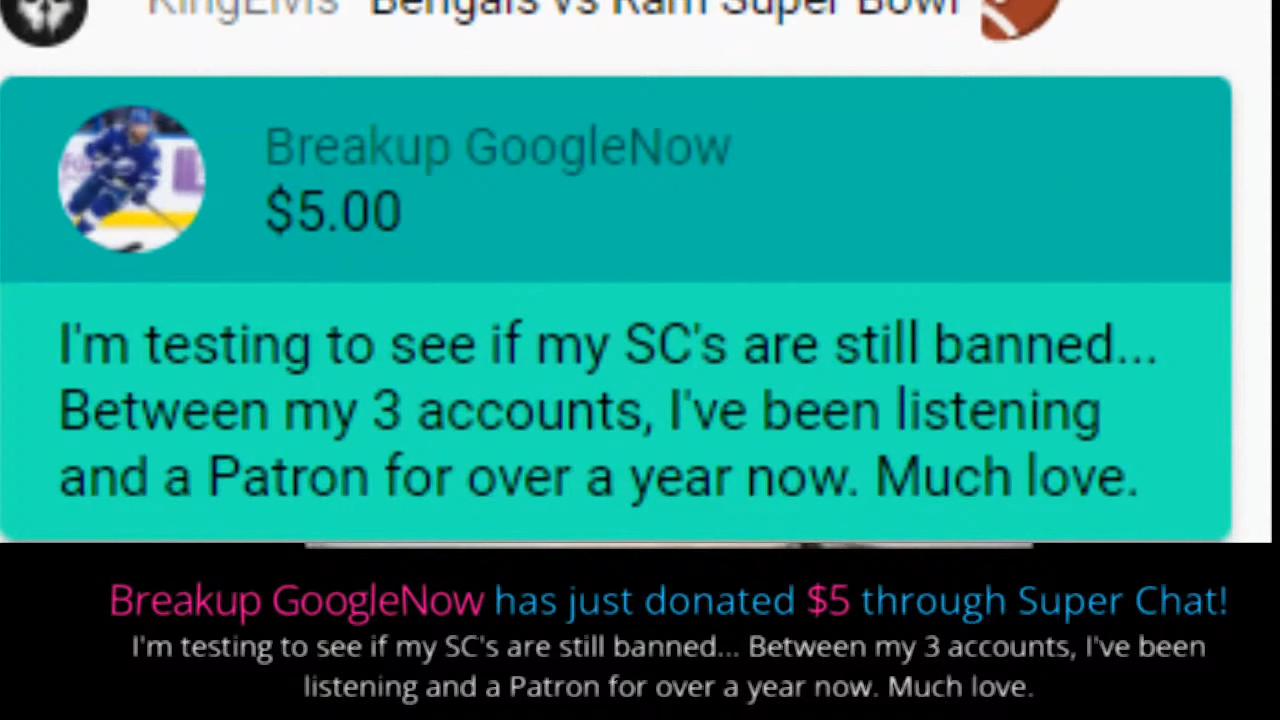 KingElvis Bengals vs Ram Super Bowl
Breakup GoogleNow
$5.00
I'm testing to see if my SC's are still banned...
Between my 3 accounts, I've been listening
and a Patron for over a year now. Much love.
Breakup GoogleNow has just donated $5 through Super Chat!
I'm testing to see if my SC's are still banned... Between my 3 accounts, I've been
listening and a Patron for over a year now. Much love.